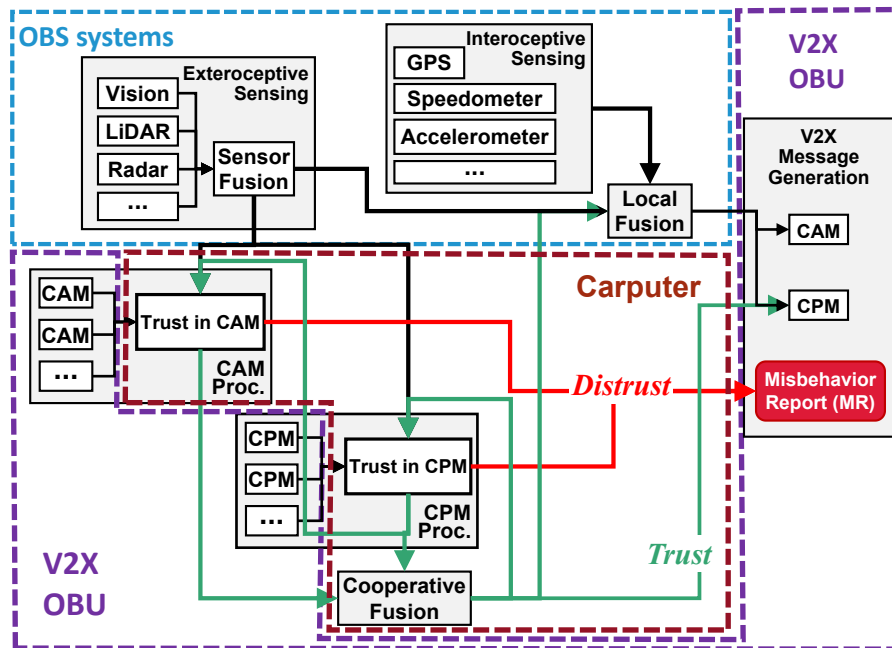 OBS systems
Exteroceptive
Sensing
Vision
LiDAR
Radar
...
Sensor
Fusion
Interoceptive
Sensing
GPS
Speedometer
Accelerometer
...
Local
Fusion
V2X
OBU
V2X
Message
Generation
CAM
CPM
Misbehavior
Report (MR)
Carputer
CAM
CAM
...
Trust in CAM
CAM
Proc.
Distrust
CPM
CPM
...
Trust in CPM
CPM
Proc.
Trust
Cooperative
Fusion
V2X
OBU